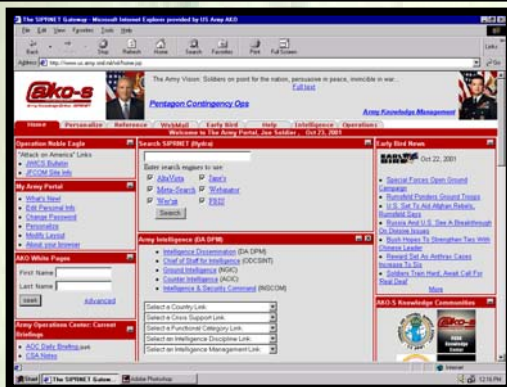 The SIPRNET Gateway - Microsoft Internet Explorer provided by US Army AKO
File Edit View Favorites Tools Help
Back Stop Refresh Home Search Favorites Print Full Screen
Links
Address
Go
The Army Vision: Soldiers on point for the nation, persuasive in peace, invincible in war...
Full text
@ko-s
Pentagon Contingency Ops
Army Knowledge Management
Home Personalize Reference WebMail Early Bird Help Intelligence Operations
Welcome to The Army Portal, Joe Soldier , Oct 23, 2001
Operation Noble Eagle
"Attack on America" Links
JWICS Bulletin
JFCOM Site Info
My Army Portal
What's New!
Edit Personal Info
Change Password
Personalize
Modify Layout
About your browser
AKO White Pages
First Name
Last Name
Advanced
Army Operations Center: Current Briefings
AOC Daily Briefing
CSA Notes
Search SIPRNET (Hydra)
Enter search engines to use
AltaVista Jane's
Meta-Search Webinator
Search
Army Intelligence (DA DPM)
Intelligence Dissemination (DA DPM)
Chief of Staff for Intelligence (ODCSINT)
Ground Intelligence (NGIC)
Counter Intelligence (ACIC)
Intelligence & Security Command (INSCOM)
Select a Country Link
Select a Crisis Support Link
Select a Functional Category Link
Select an Intelligence Discipline Link
Select an Intelligence Management Link
Early Bird News
EARLY BIRD Oct 22, 2001
Special Forces Open Ground Campaign
Rumsfeld Ponders Ground Troops
U.S. Set To Aid Afghan Rebels, Rumsfeld Says
Russia And U.S. See A Breakthrough On Divisive Issues
Bush Hopes To Strengthen Ties With Chinese Leader
Reward Set As Anthrax Cases Increase To Six
Soldiers Train Hard, Await Call For Real Deal
More
AKO-S Knowledge Communities
@ko-s
Start The SIPRNET Gatew... Adobe Photoshop
Internet
12:16 PM